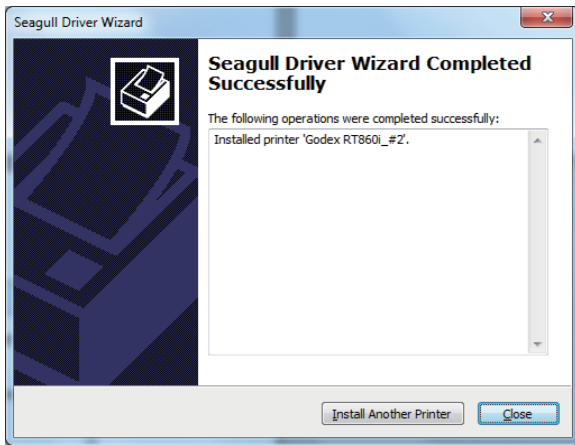 Seagull Driver Wizard
Seagull Driver Wizard Completed
Successfully
The following operations were completed successfully:
Installed printer 'Godex RT860i_#2'.
Install Another Printer
Close